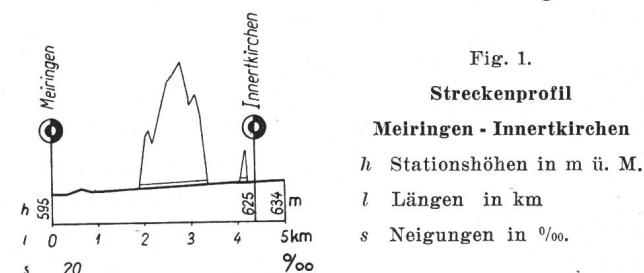 Meiringen
Innertkirchen
h 595 625 634 m
l 0 1 2 3 4 5km
s 20 ‰
Fig. 1.
Streckenprofil
Meiringen - Innertkirchen
h Stationshöhen in m ü. M.
l Längen in km
s Neigungen in ‰.